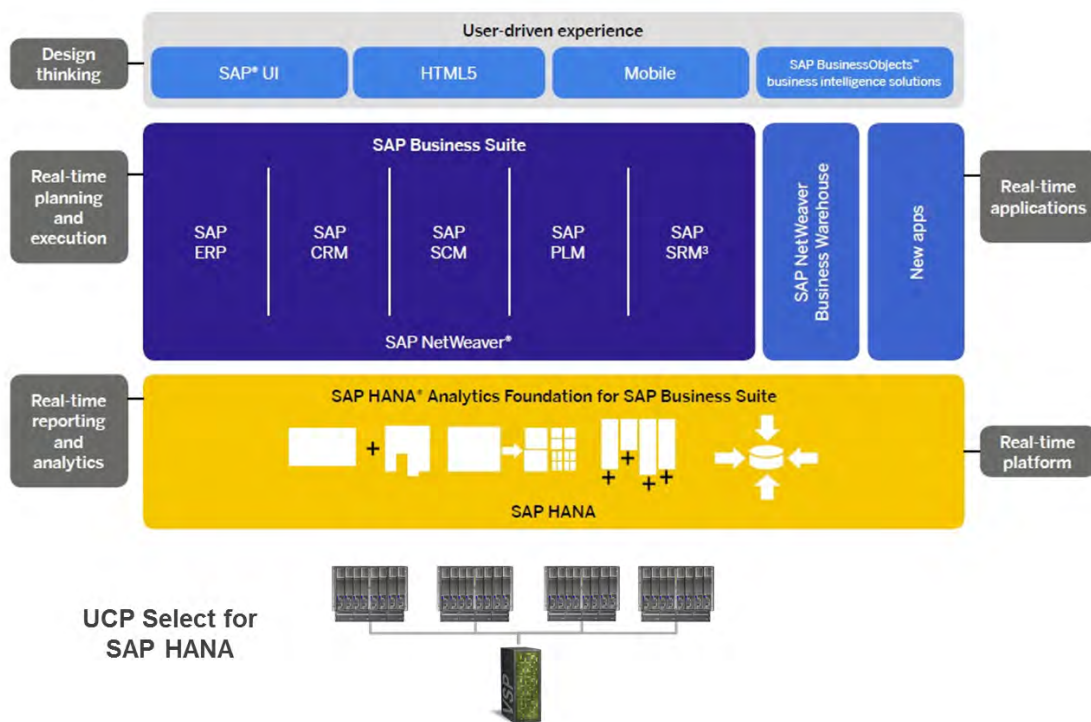 User-driven experience
Design
thinking
SAP® UI
HTML5
Mobile
SAP BusinessObjects™
business intelligence solutions
SAP Business Suite
Real-time
planning
and
execution
SAP
ERP
SAP
CRM
SAP
SCM
SAP
PLM
SAP
SRM³
SAP NetWeaver®
SAP NetWeaver
Business Warehouse
New apps
Real-time
applications
Real-time
reporting
and
analytics
SAP HANA® Analytics Foundation for SAP Business Suite
+
+
+
+
+
SAP HANA
Real-time
platform
UCP Select for
SAP HANA
VSP